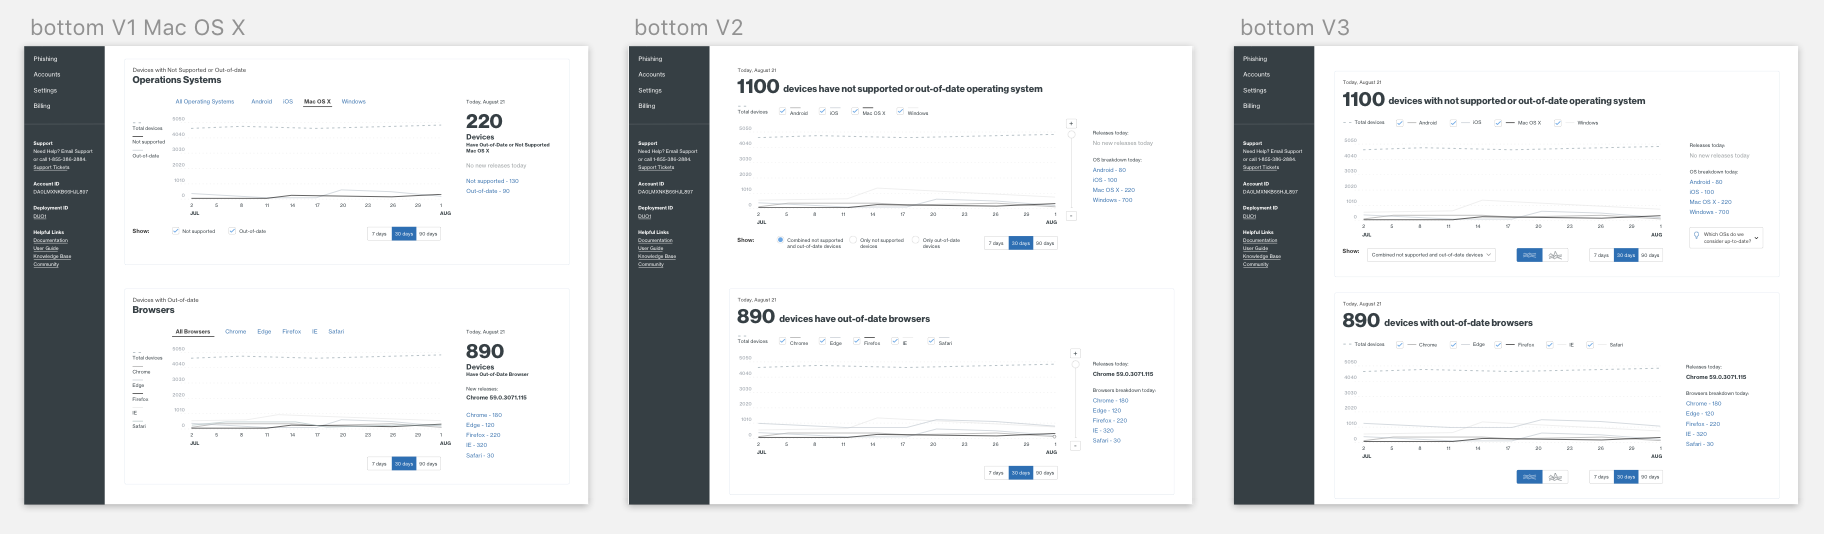 bottom V1 Mac OS X
Phishing
Accounts
Settings
Billing
Support
Need Help? Email Support
or call 1-855-386-2884.
Support Tickets
Account ID
Deployment ID
DUO1
Helpful Links
Documentation
User Guide
Knowledge Base
Community
Devices with Not Supported or Out-of-date
Operations Systems
All Operating Systems Android iOS Mac OS X Windows
Total devices
Not supported
Out-of-date
5050
4040
3030
2020
1010
0
2 5 8 11 14 17 20 23 26 29 1
JUL AUG
Show: Not supported Out-of-date
7 days 30 days 90 days
Today, August 21
220
Devices
Have Out-of-Date or Not Supported
Mac OS X
No new releases today
Not supported - 130
Out-of-date - 90
Devices with Out-of-date
Browsers
All Browsers Chrome Edge Firefox IE Safari
Total devices
Chrome
Edge
Firefox
IE
Safari
5050
4040
3030
2020
1010
0
2 5 8 11 14 17 20 23 26 29 1
JUL AUG
7 days 30 days 90 days
Today, August 21
890
Devices
Have Out-of-Date Browser
New releases:
Chrome 59.0.3071.115
Chrome - 180
Edge - 120
Firefox - 220
IE - 320
Safari - 30
bottom V2
Phishing
Accounts
Settings
Billing
Support
Need Help? Email Support
or call 1-855-386-2884.
Support Tickets
Account ID
Deployment ID
DUO1
Helpful Links
Documentation
User Guide
Knowledge Base
Community
Today, August 21
1100 devices have not supported or out-of-date operating system
Total devices Android iOS Mac OS X Windows
5050
4040
3030
2020
1010
0
2 5 8 11 14 17 20 23 26 29 1
JUL AUG
+
-
Releases today:
No new releases today
OS breakdown today:
Android - 80
iOS - 100
Mac OS X - 220
Windows - 700
Show: Combined not supported
and out-of-date devices
Only not supported
devices
Only out-of-date
devices
7 days 30 days 90 days
Today, August 21
890 devices have out-of-date browsers
Total devices Chrome Edge Firefox IE Safari
5050
4040
3030
2020
1010
0
2 5 8 11 14 17 20 23 26 29 1
JUL AUG
+
-
Releases today:
Chrome 59.0.3071.115
Browsers breakdown today:
Chrome - 180
Edge - 120
Firefox - 220
IE - 320
Safari - 30
7 days 30 days 90 days
bottom V3
Phishing
Accounts
Settings
Billing
Support
Need Help? Email Support
or call 1-855-386-2884.
Support Tickets
Account ID
Deployment ID
DUO1
Helpful Links
Documentation
User Guide
Knowledge Base
Community
Today, August 21
1100 devices with not supported or out-of-date operating system
Total devices Android iOS Mac OS X Windows
5050
4040
3030
2020
1010
0
2 5 8 11 14 17 20 23 26 29 1
JUL AUG
Releases today:
No new releases today
OS breakdown today:
Android - 80
iOS - 100
Mac OS X - 220
Windows - 700
Which OSs do we
consider up-to-date?
Show: Combined not supported and out-of-date devices
7 days 30 days 90 days
Today, August 21
890 devices with out-of-date browsers
Total devices Chrome Edge Firefox IE Safari
5050
4040
3030
2020
1010
0
2 5 8 11 14 17 20 23 26 29 1
JUL AUG
Releases today:
Chrome 59.0.3071.115
Browsers breakdown today:
Chrome - 180
Edge - 120
Firefox - 220
IE - 320
Safari - 30
7 days 30 days 90 days